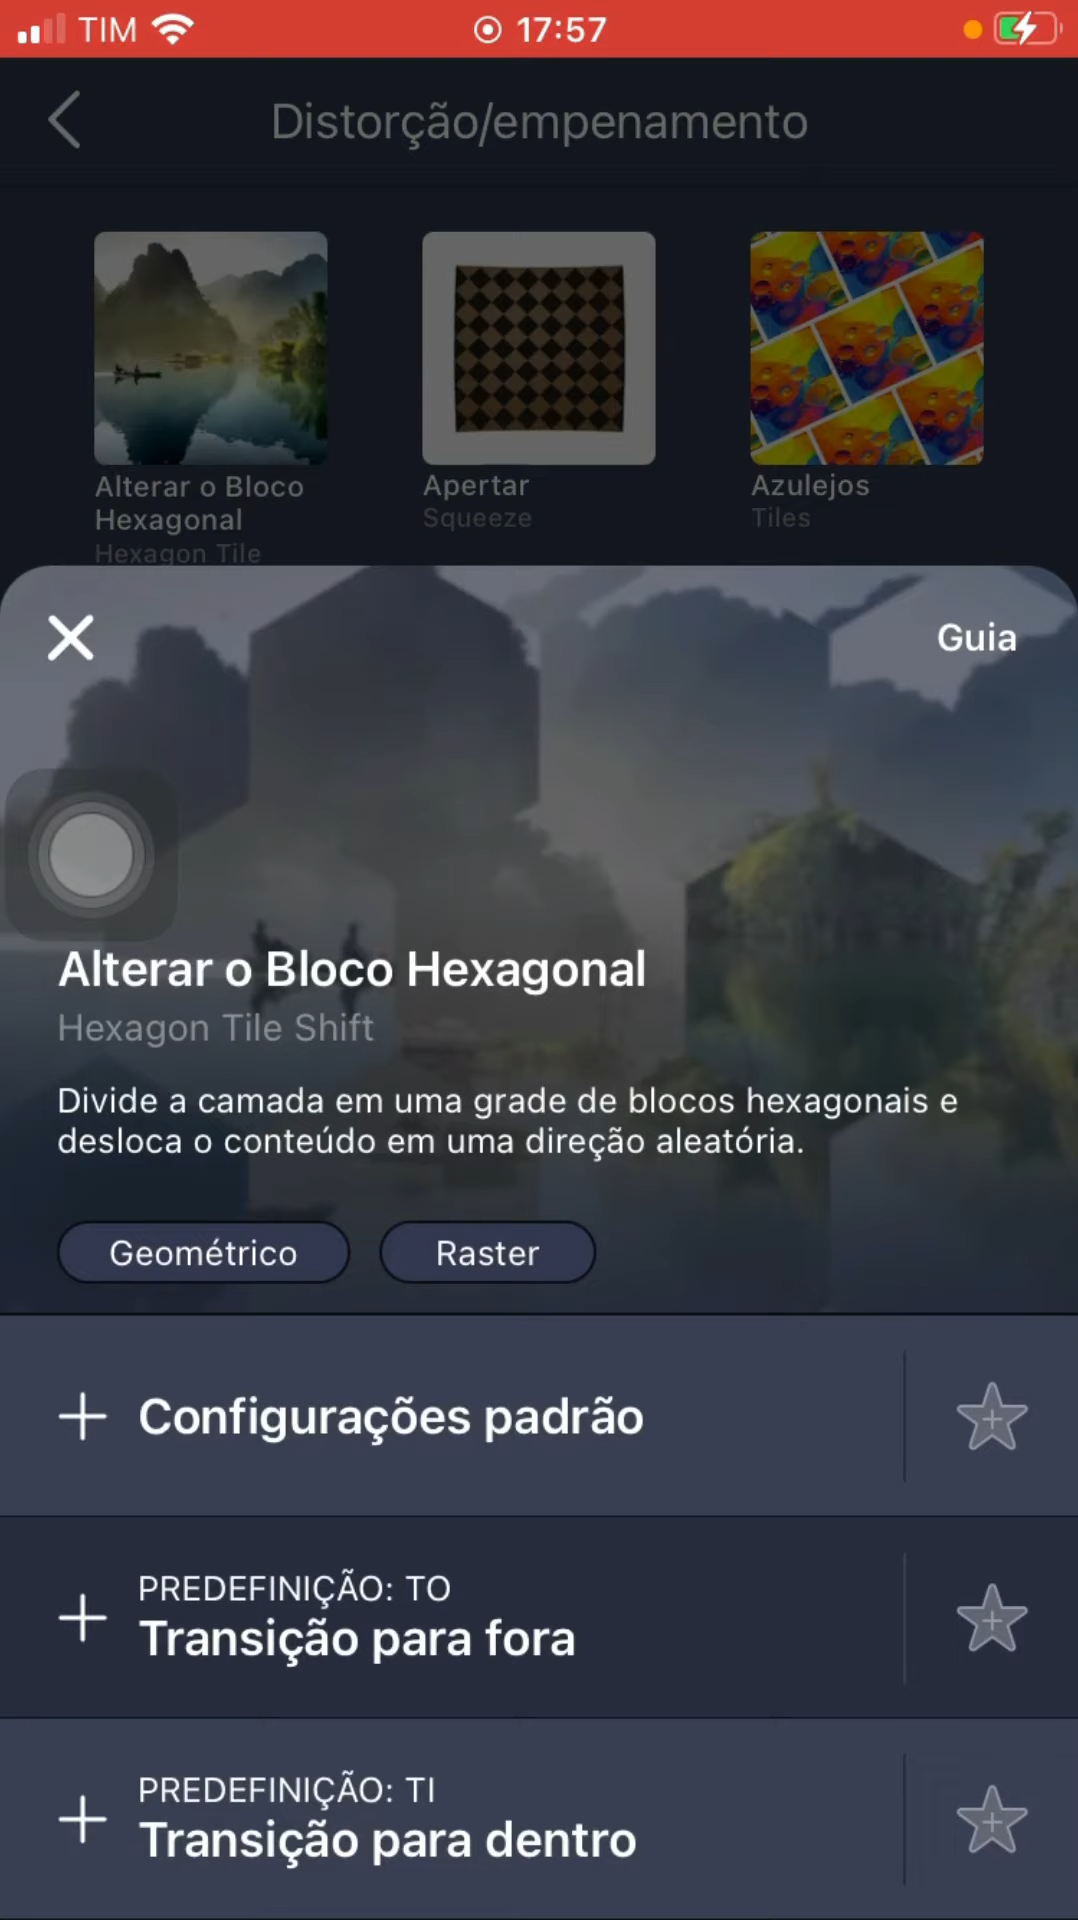 TIM 17:57
Distorção/empenamento
Alterar o Bloco
Hexagonal
Hexagon Tile
Apertar
Squeeze
Azulejos
Tiles
Guia
Alterar o Bloco Hexagonal
Hexagon Tile Shift
Divide a camada em uma grade de blocos hexagonais e
desloca o conteúdo em uma direção aleatória.
Geométrico Raster
Configurações padrão
PREDEFINIÇÃO: TO
Transição para fora
PREDEFINIÇÃO: TI
Transição para dentro